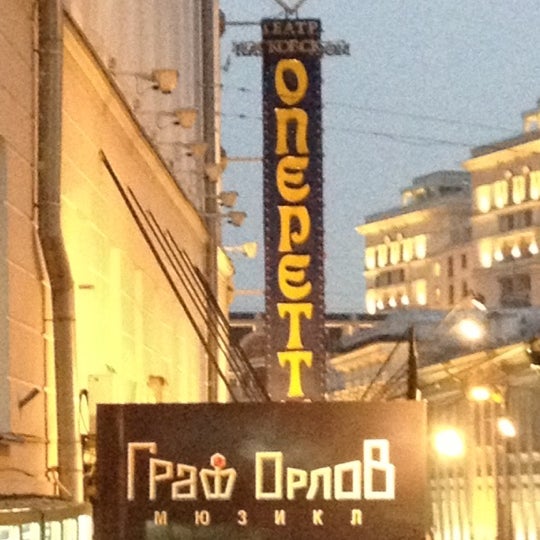 ТЕАТР
МОСКОВСКОЙ
ОПЕРЕТТ
ГРАФ ОРЛОВ
МЮЗИКЛ